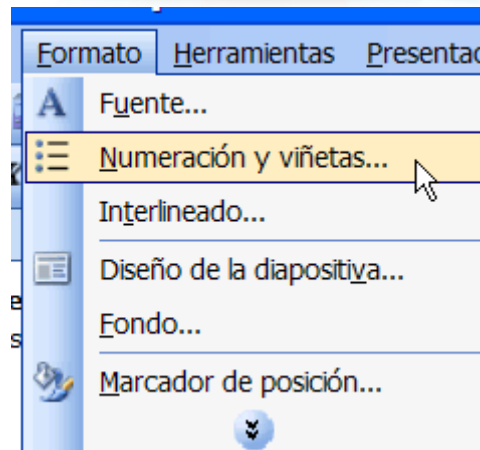 Formato Herramientas Presentac
Fuente...
Numeración y viñetas...
Interlineado...
Diseño de la diapositiva...
Fondo...
Marcador de posición...